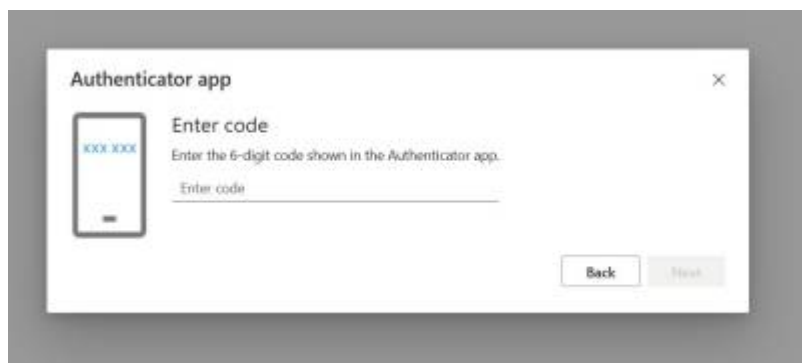 Authenticator app
xxx xxx
Enter code
Enter the 6-digit code shown in the Authenticator app.
Enter code
Back
Next